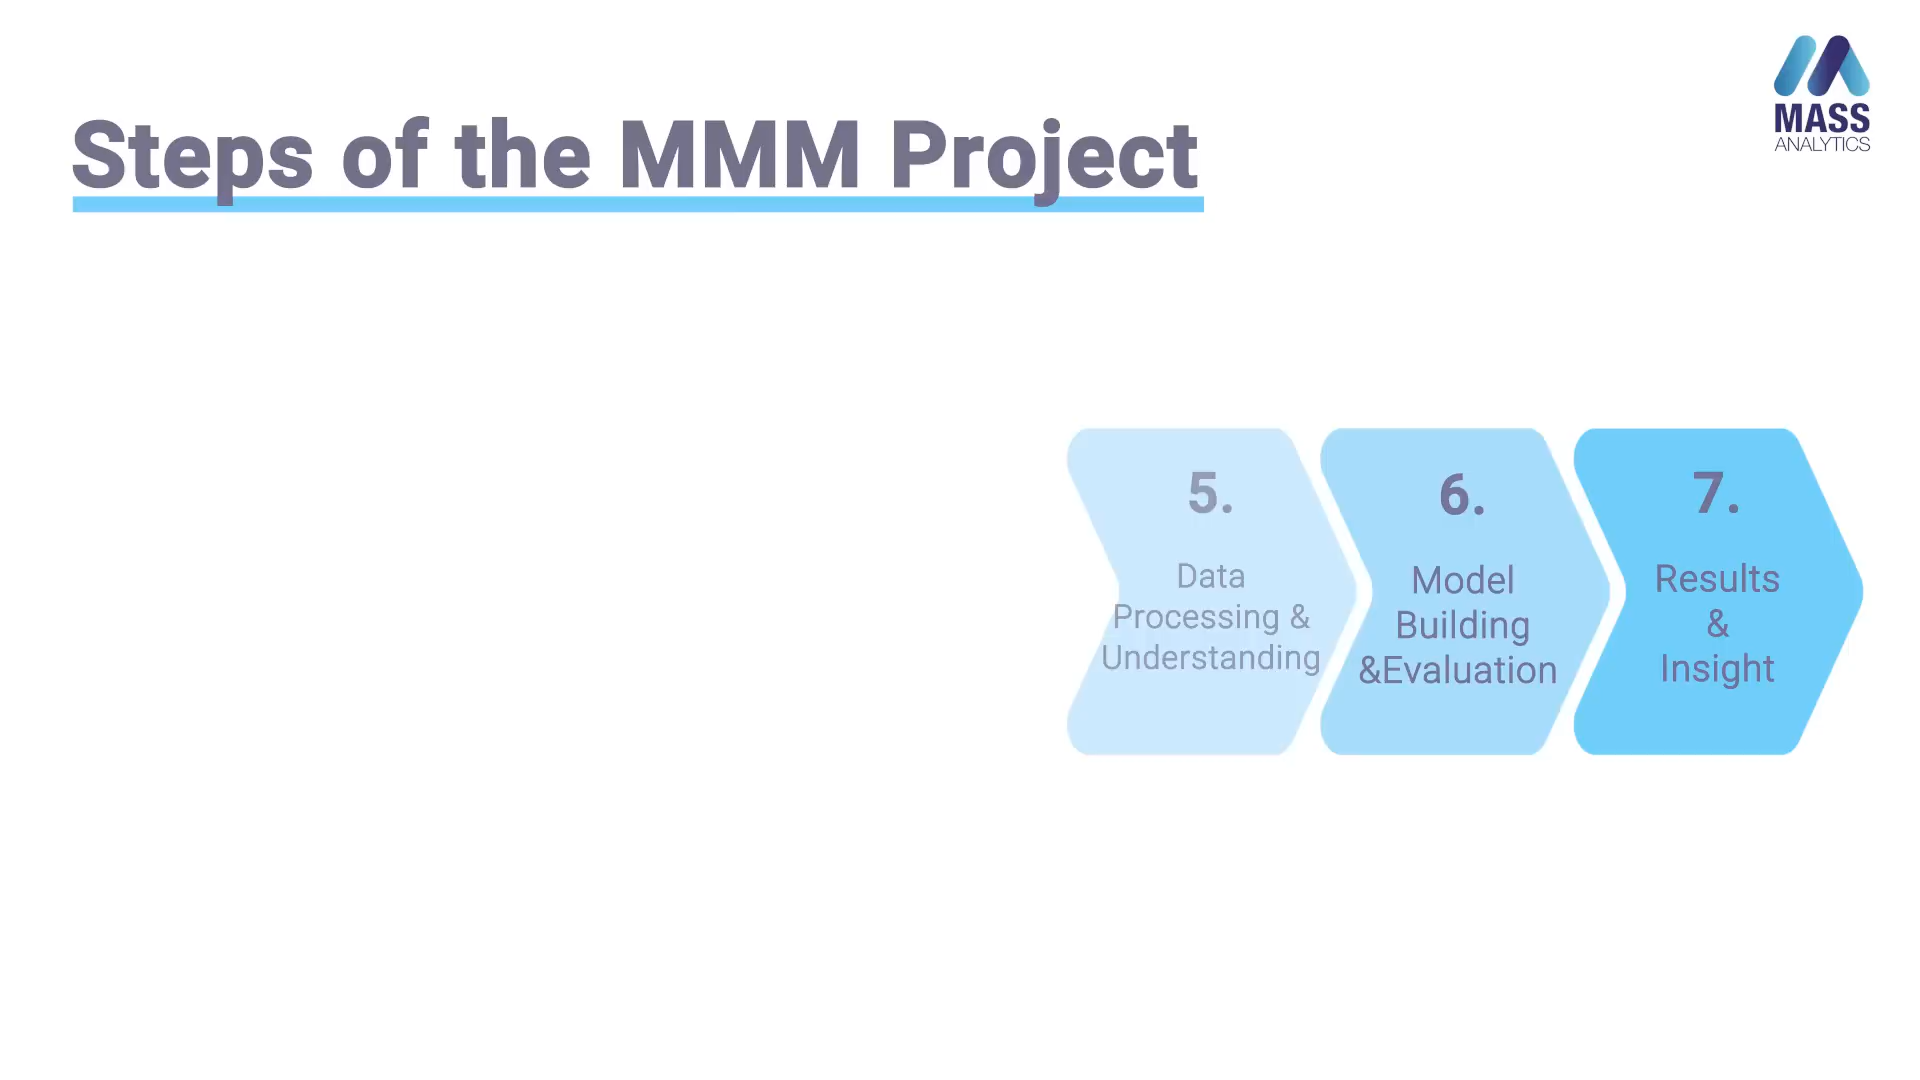 Steps of the MMM Project
MASS
ANALYTICS
5.
Data
Processing &
Understanding
6.
Model
Building
&Evaluation
7.
Results
&
Insight